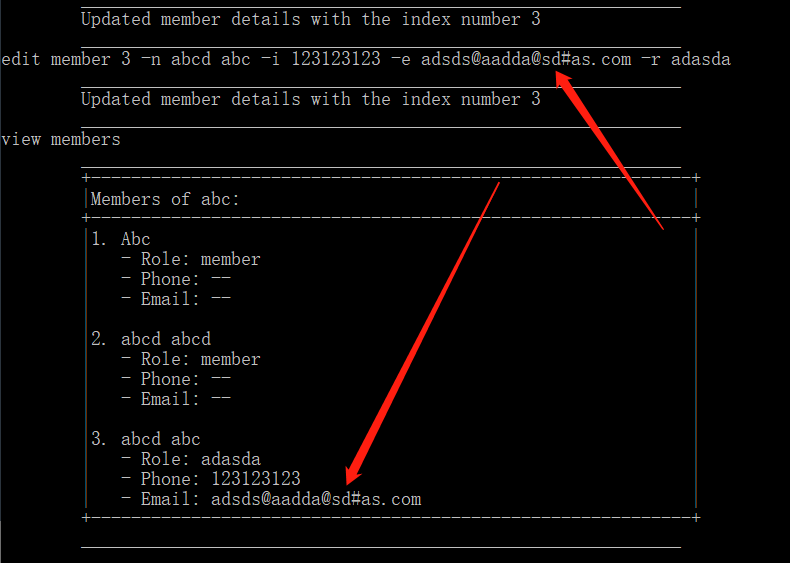 Updated member details with the index number 3
edit member 3 -n abcd abc -i 123123123 -e adsds@aadda@sd#as.com -r adasda
Updated member details with the index number 3
view members
Members of abc:
1. Abc
- Role: member
- Phone: --
- Email: --
2. abcd abcd
- Role: member
- Phone: --
- Email: --
3. abcd abc
- Role: adasda
- Phone: 123123123
- Email: adsds@aadda@sd#as.com